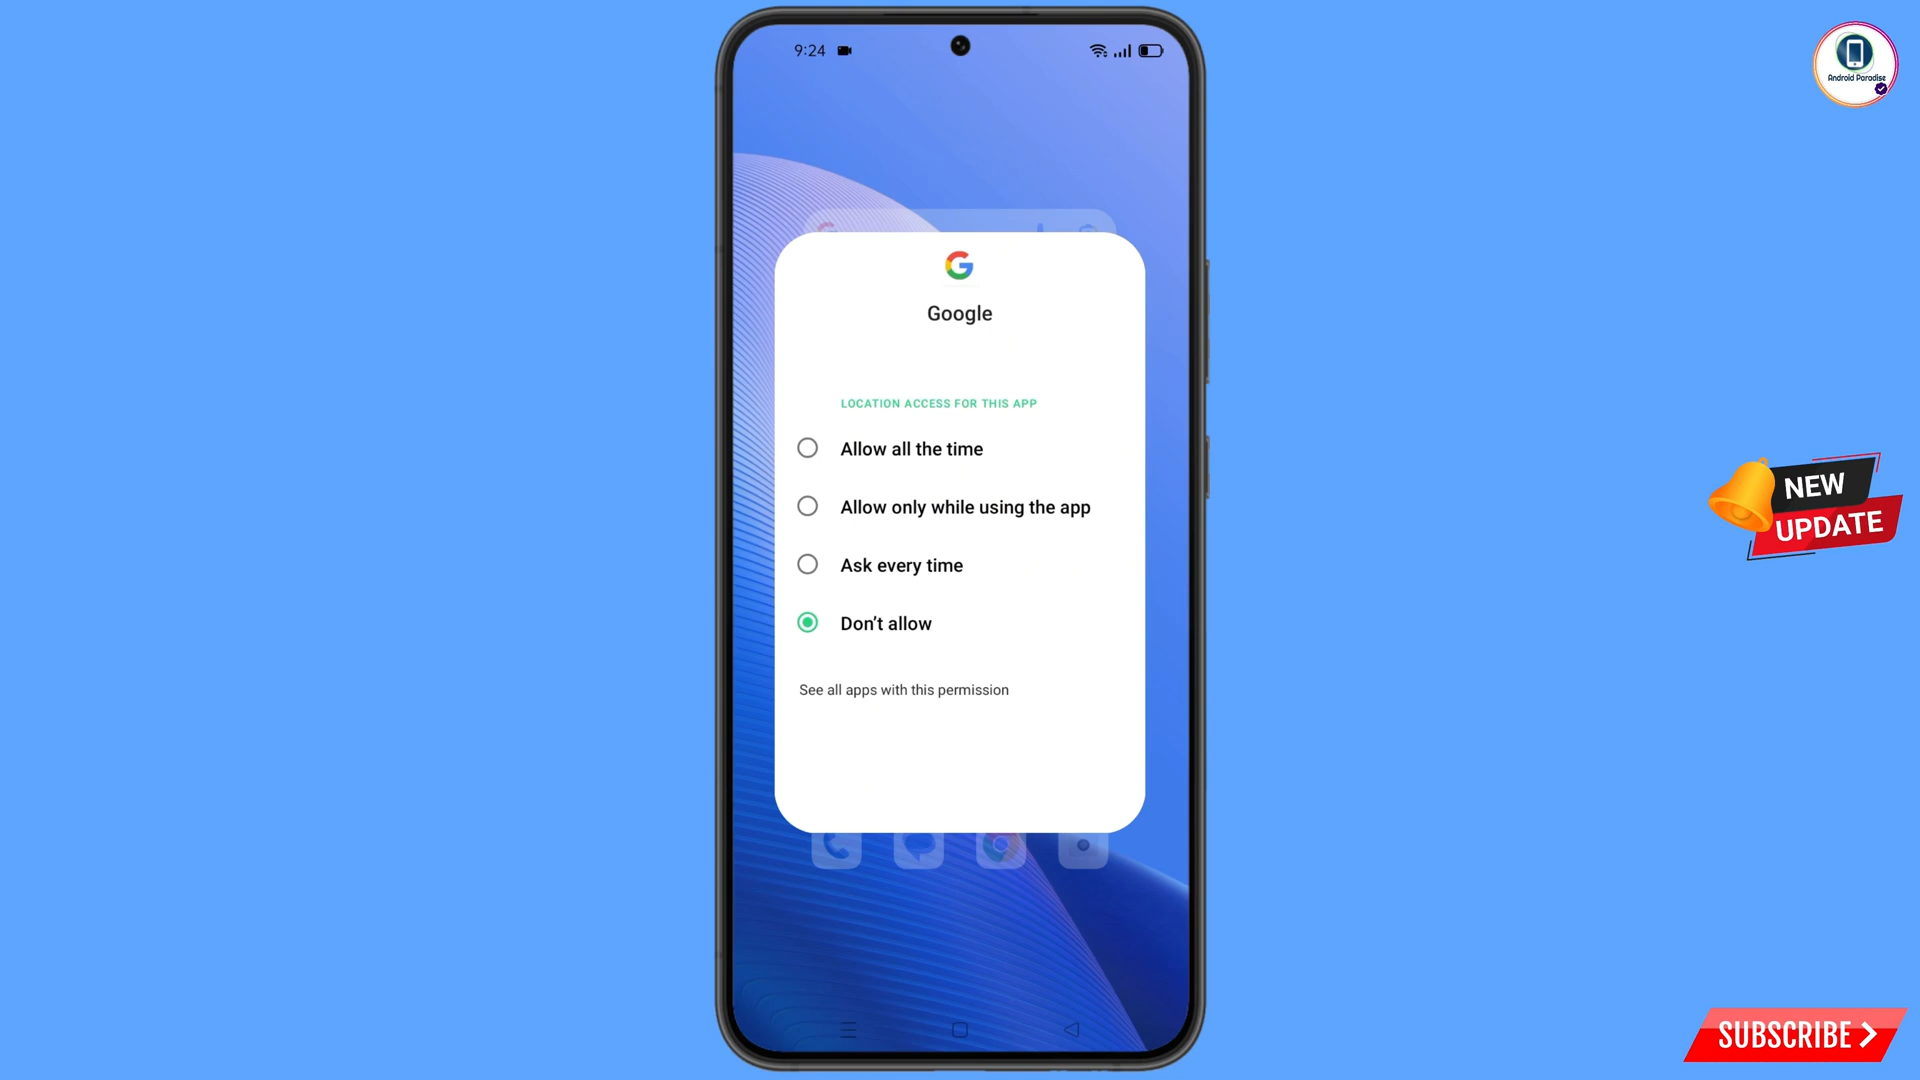 9:24
Android Paradise
Google
LOCATION ACCESS FOR THIS APP
Allow all the time
Allow only while using the app
Ask every time
Don't allow
See all apps with this permission
NEW
UPDATE
SUBSCRIBE